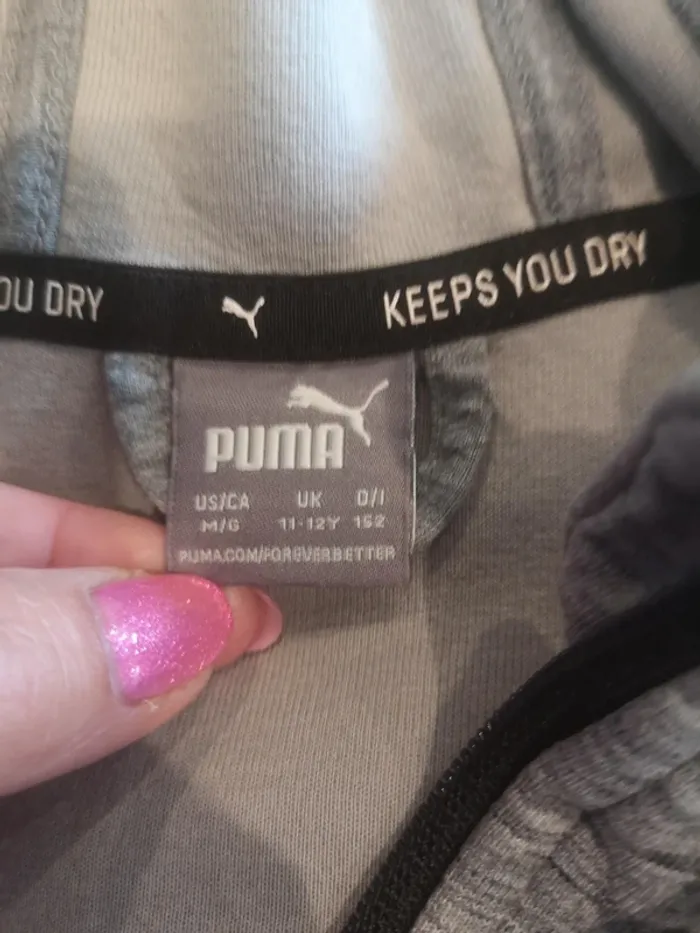 OU DRY
KEEPS YOU DRY
PUMA
US/CA UK D/I
M/G 11-12Y 152
PUMA.COM/FOREVERBETTER